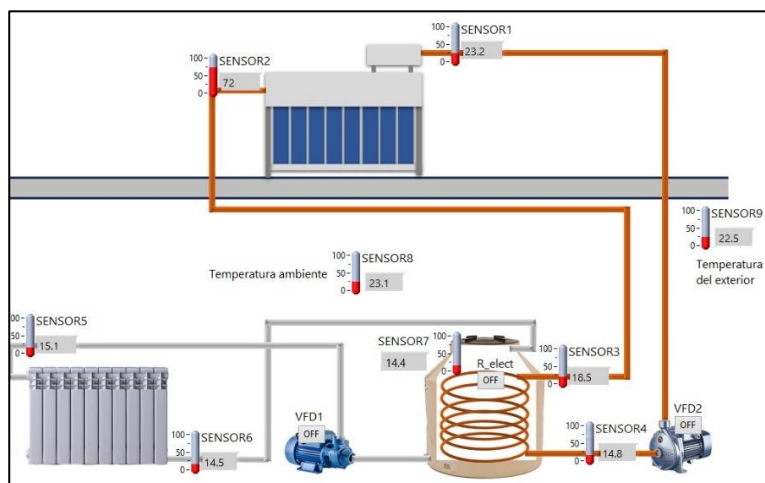 SENSOR1
100
50
0
23.2
SENSOR2
100
50
0
72
SENSOR9
100
50
0
22.5
Temperatura
del exterior
SENSOR8
100
50
0
23.1
Temperatura ambiente
SENSOR5
100
50
0
15.1
SENSOR7
100
50
0
14.4
R_elect
OFF
SENSOR3
100
50
0
18.5
VFD1
OFF
SENSOR6
100
50
0
14.5
SENSOR4
100
50
0
14.8
VFD2
OFF